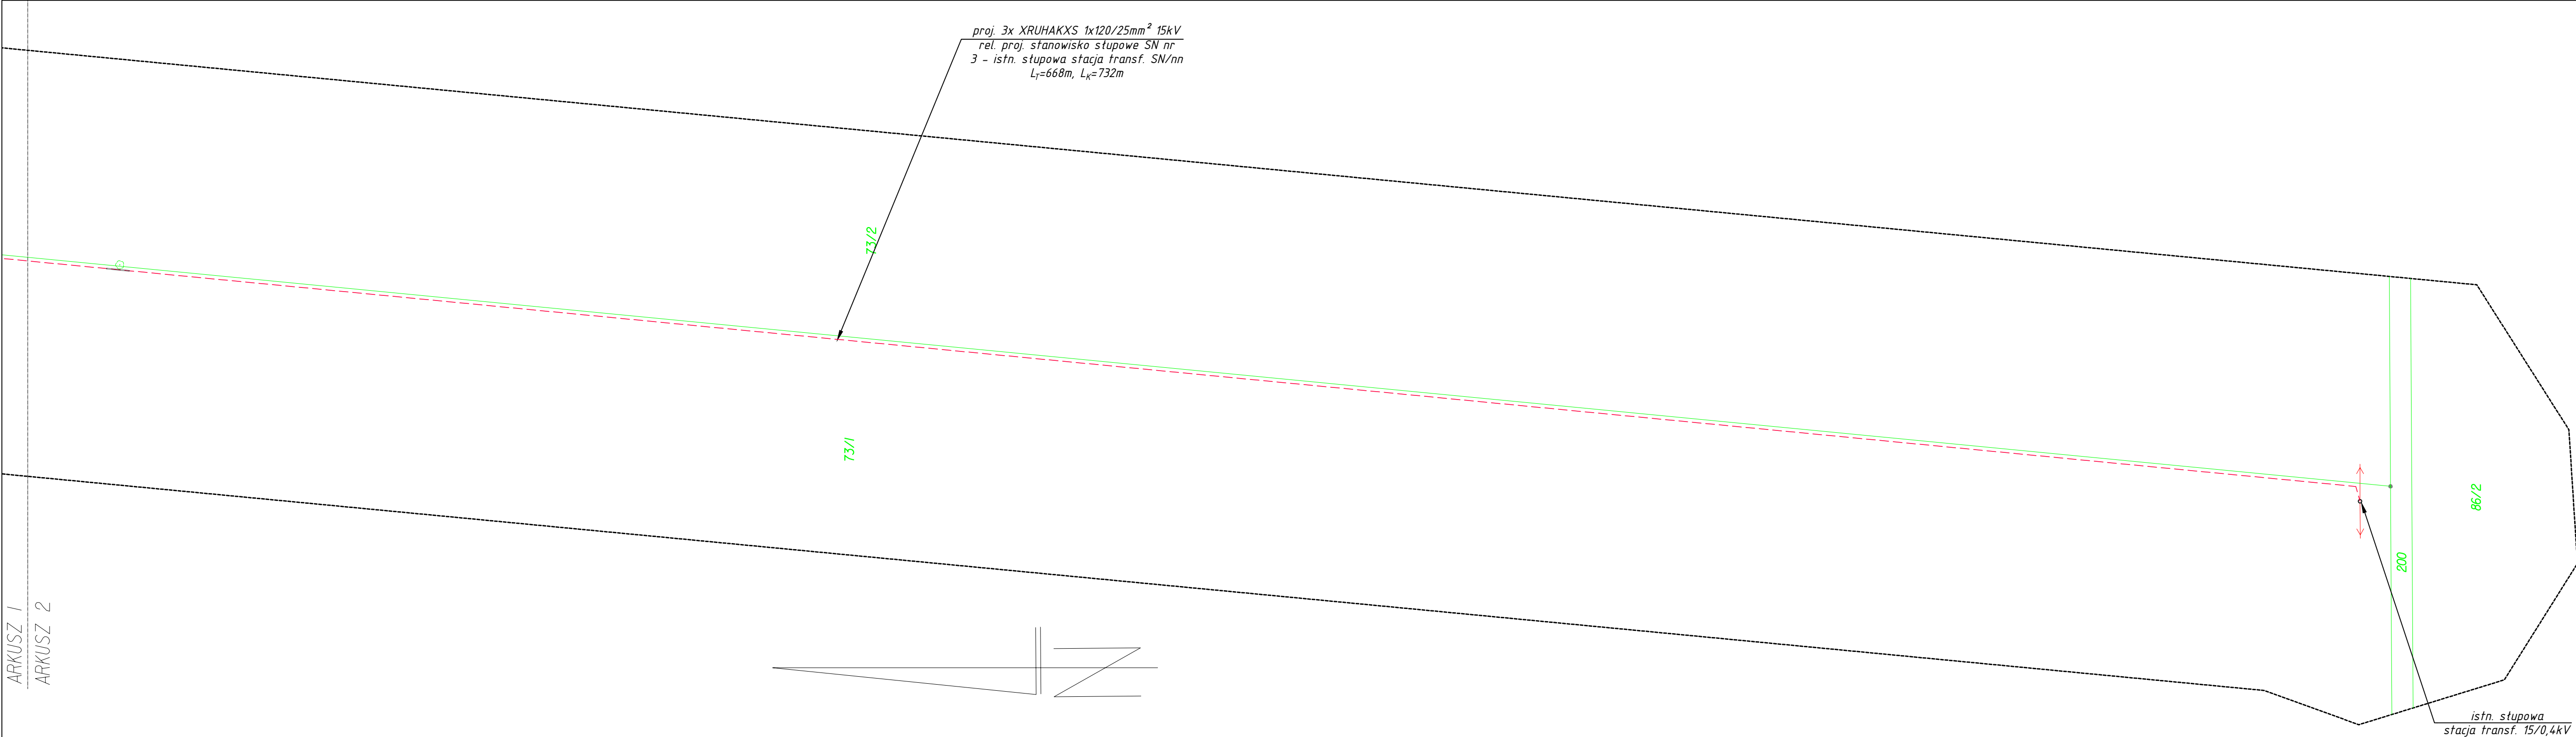 proj. 3x XRUHAKXS 1x120/25mm² 15kV
rel. proj. stanowisko słupowe SN nr
3 - istn. słupowa stacja transf. SN/nn
L_T=668m, L_K=732m
73/2
73/1
86/2
200
ARKUSZ 1
ARKUSZ 2
N
istn. słupowa
stacja transf. 15/0,4kV